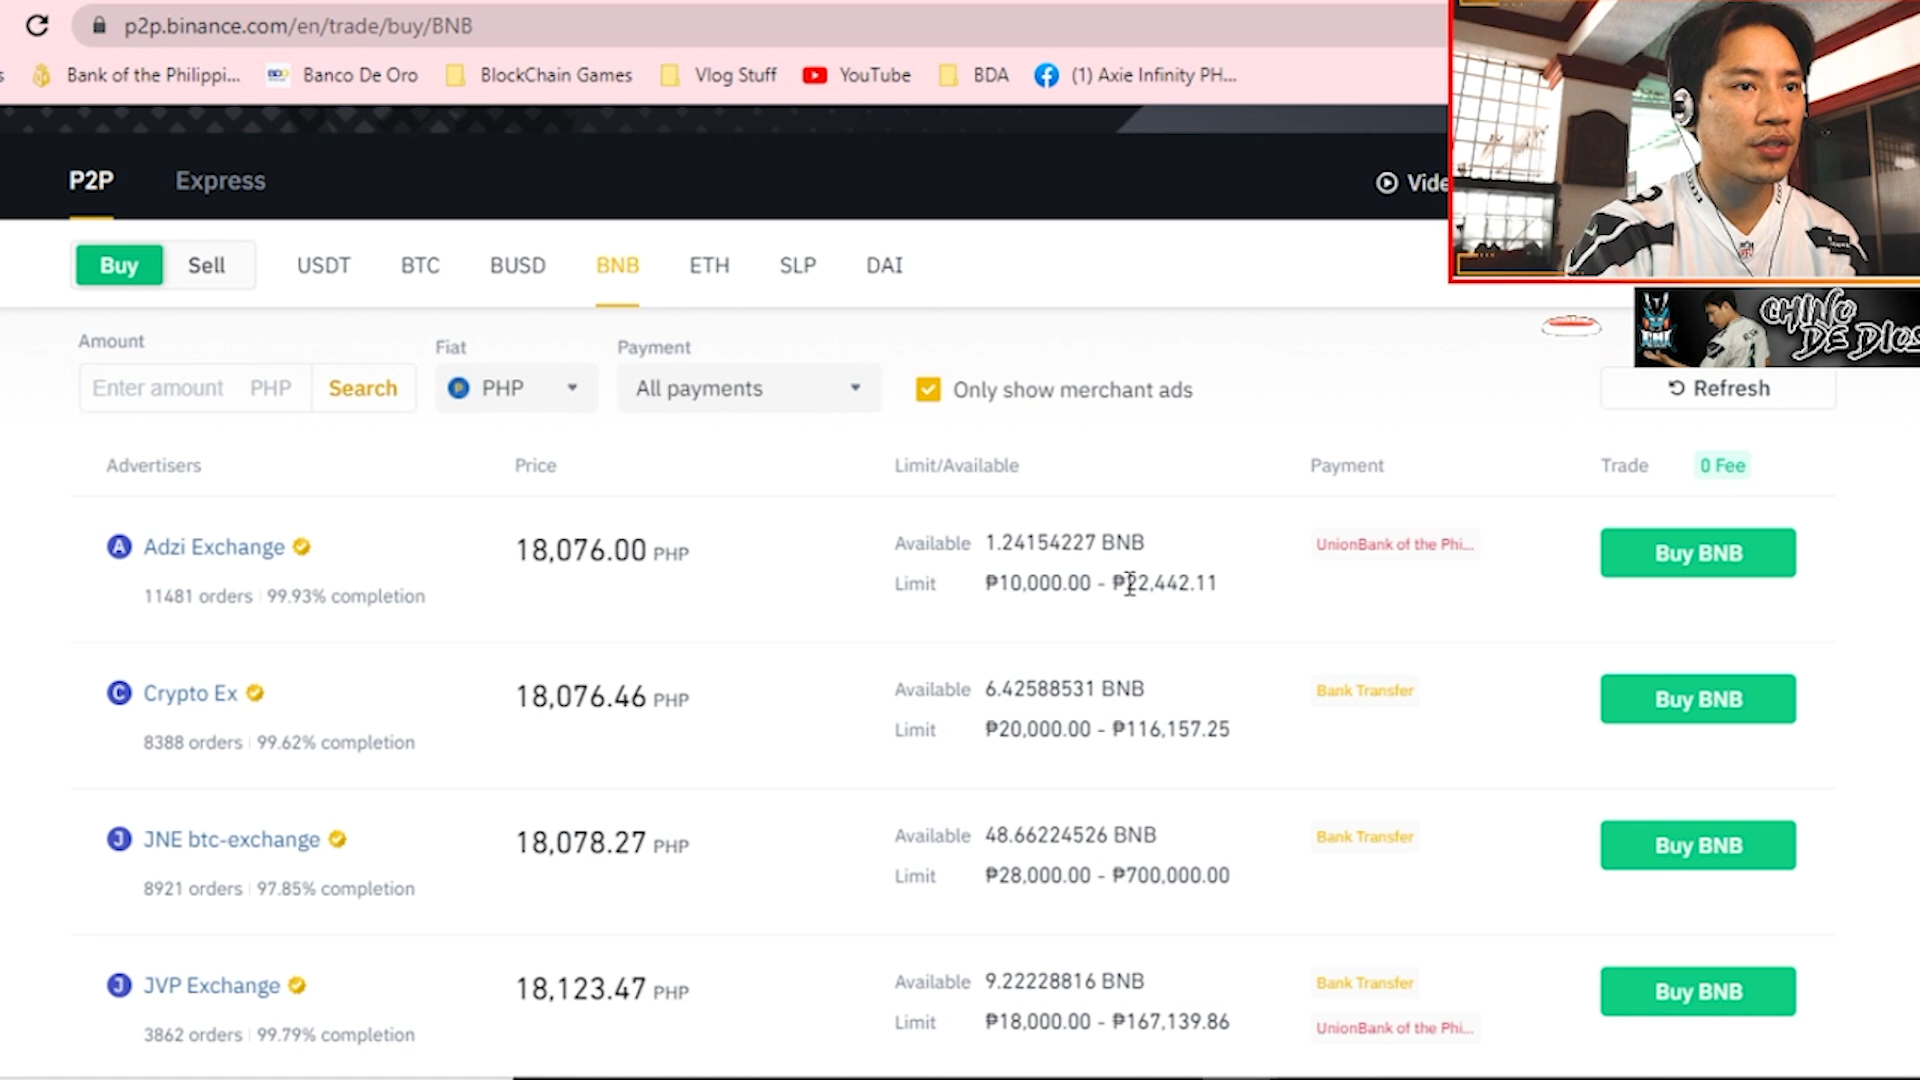 p2p.binance.com/en/trade/buy/BNB
s Bank of the Philippi... BDO Banco De Oro BlockChain Games Vlog Stuff YouTube BDA (1) Axie Infinity PH...
P2P Express Vide
Buy Sell USDT BTC BUSD BNB ETH SLP DAI
CHINO
DE DIOS
Amount Fiat Payment
Enter amount PHP Search PHP All payments Only show merchant ads Refresh
Advertisers Price Limit/Available Payment Trade 0 Fee
A Adzi Exchange 18,076.00 PHP Available 1.24154227 BNB UnionBank of the Phi... Buy BNB
11481 orders 99.93% completion Limit ₱10,000.00 - ₱22,442.11
C Crypto Ex 18,076.46 PHP Available 6.42588531 BNB Bank Transfer Buy BNB
8388 orders 99.62% completion Limit ₱20,000.00 - ₱116,157.25
J JNE btc-exchange 18,078.27 PHP Available 48.66224526 BNB Bank Transfer Buy BNB
8921 orders 97.85% completion Limit ₱28,000.00 - ₱700,000.00
J JVP Exchange 18,123.47 PHP Available 9.22228816 BNB Bank Transfer Buy BNB
3862 orders 99.79% completion Limit ₱18,000.00 - ₱167,139.86 UnionBank of the Phi...